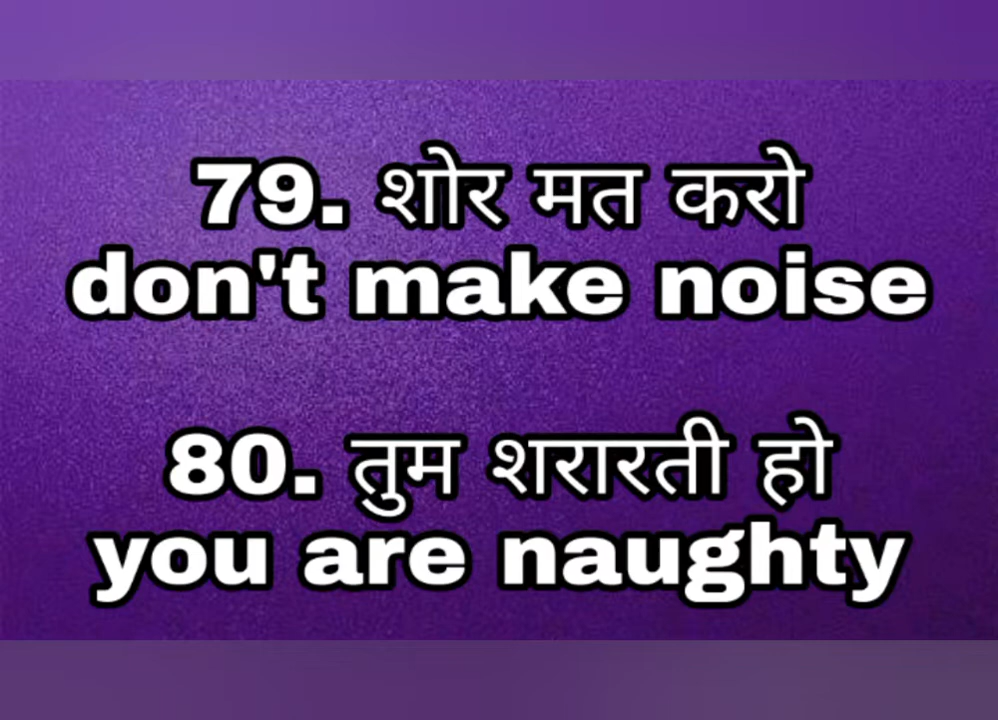 79. शोर मत करो
don't make noise
80. तुम शरारती हो
you are naughty